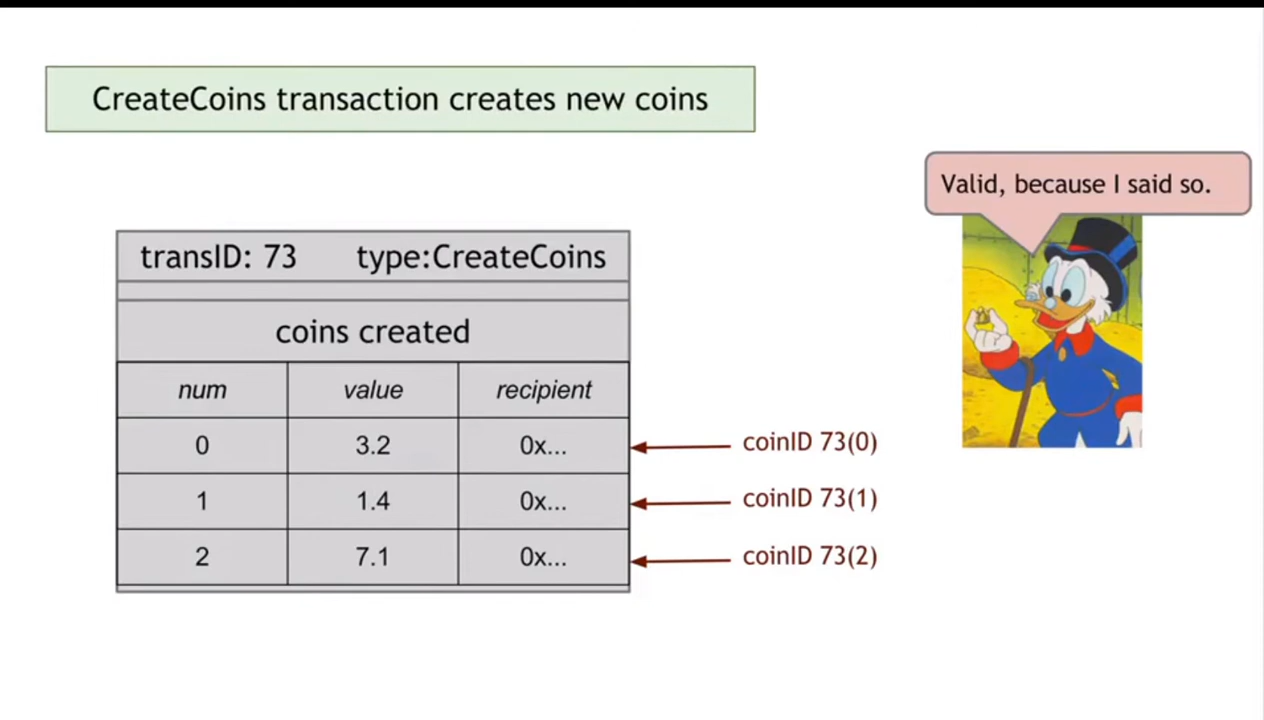 CreateCoins transaction creates new coins
Valid, because I said so.
transID: 73 type:CreateCoins
coins created
num value recipient
0 3.2 0x... coinID 73(0)
1 1.4 0x... coinID 73(1)
2 7.1 0x... coinID 73(2)